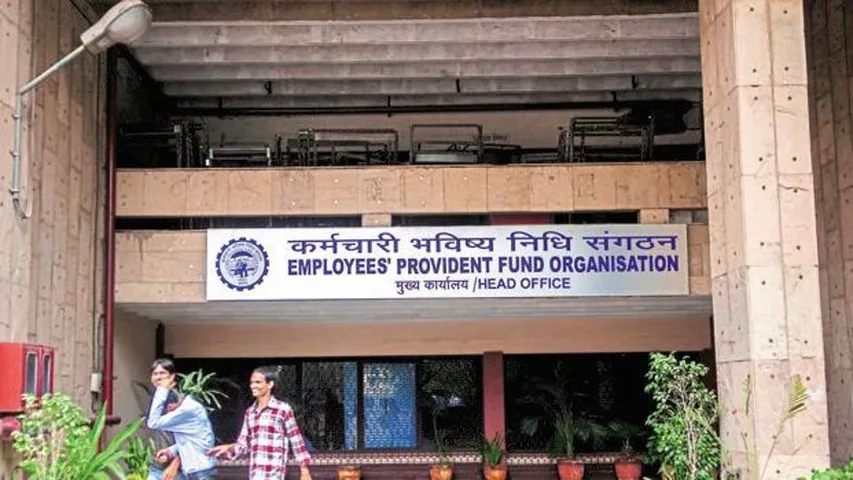 कर्मचारी भविष्य निधि संगठन
EMPLOYEES' PROVIDENT FUND ORGANISATION
मुख्य कार्यालय /HEAD OFFICE